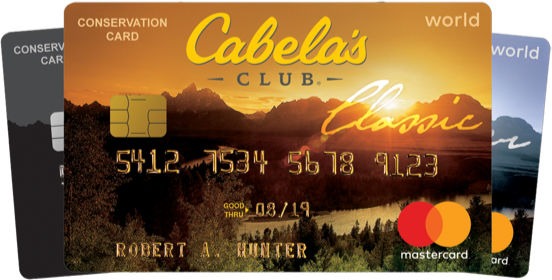 CONSERVATION
CARD
world
Cabela's
CLUB
Classic
5412 7534 5678 9123
GOOD
THRU
08/19
ROBERT A. HUNTER
mastercard
CONSERV
CAR
world
mastercard